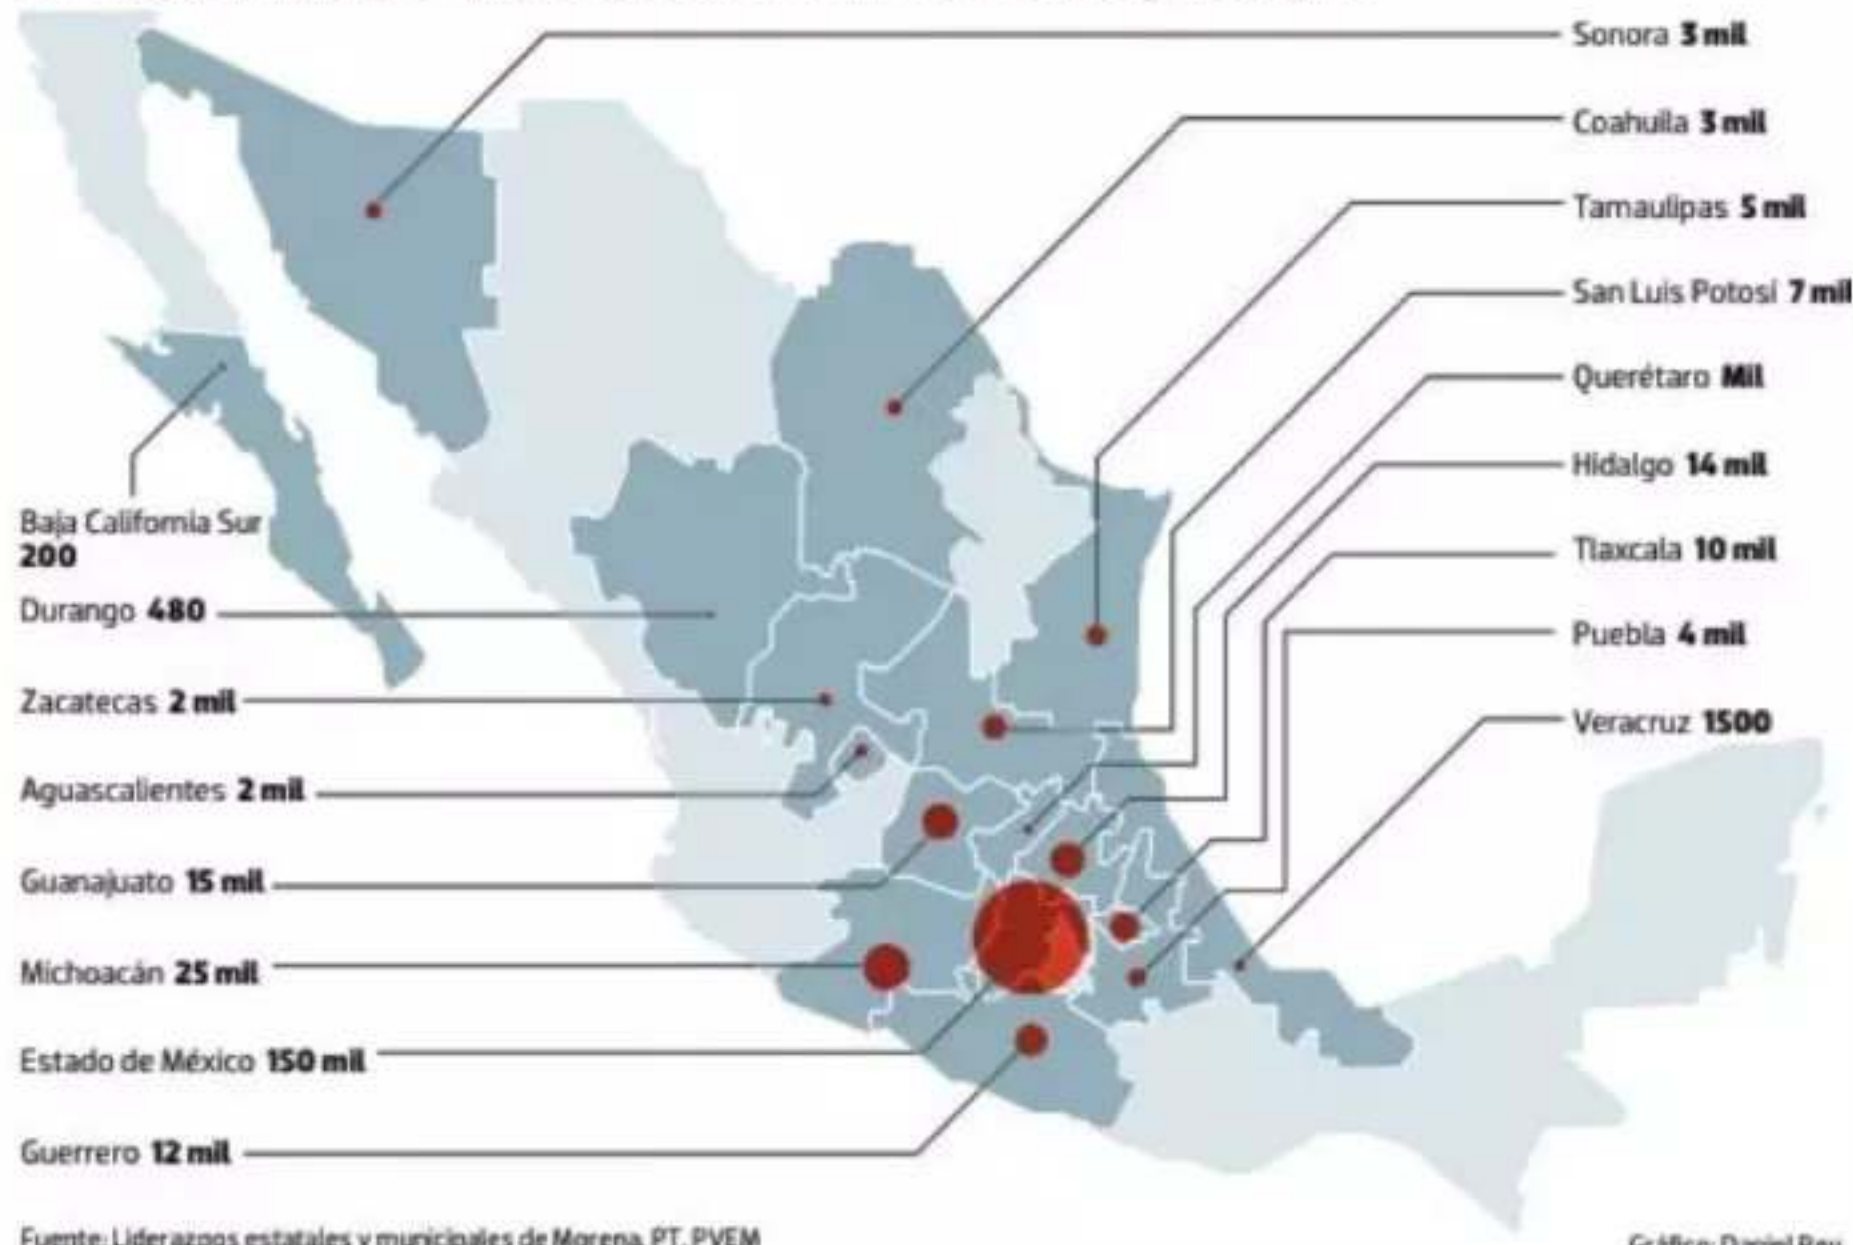 Sonora 3 mil
Coahuila 3 mil
Tamaulipas 5 mil
San Luis Potosí 7 mil
Querétaro Mil
Hidalgo 14 mil
Tlaxcala 10 mil
Puebla 4 mil
Veracruz 1500
Baja California Sur
200
Durango 480
Zacatecas 2 mil
Aguascalientes 2 mil
Guanajuato 15 mil
Michoacán 25 mil
Estado de México 150 mil
Guerrero 12 mil
Fuente: Liderazgos estatales y municipales de Morena, PT, PVEM
Gráfico: Daniel Rey